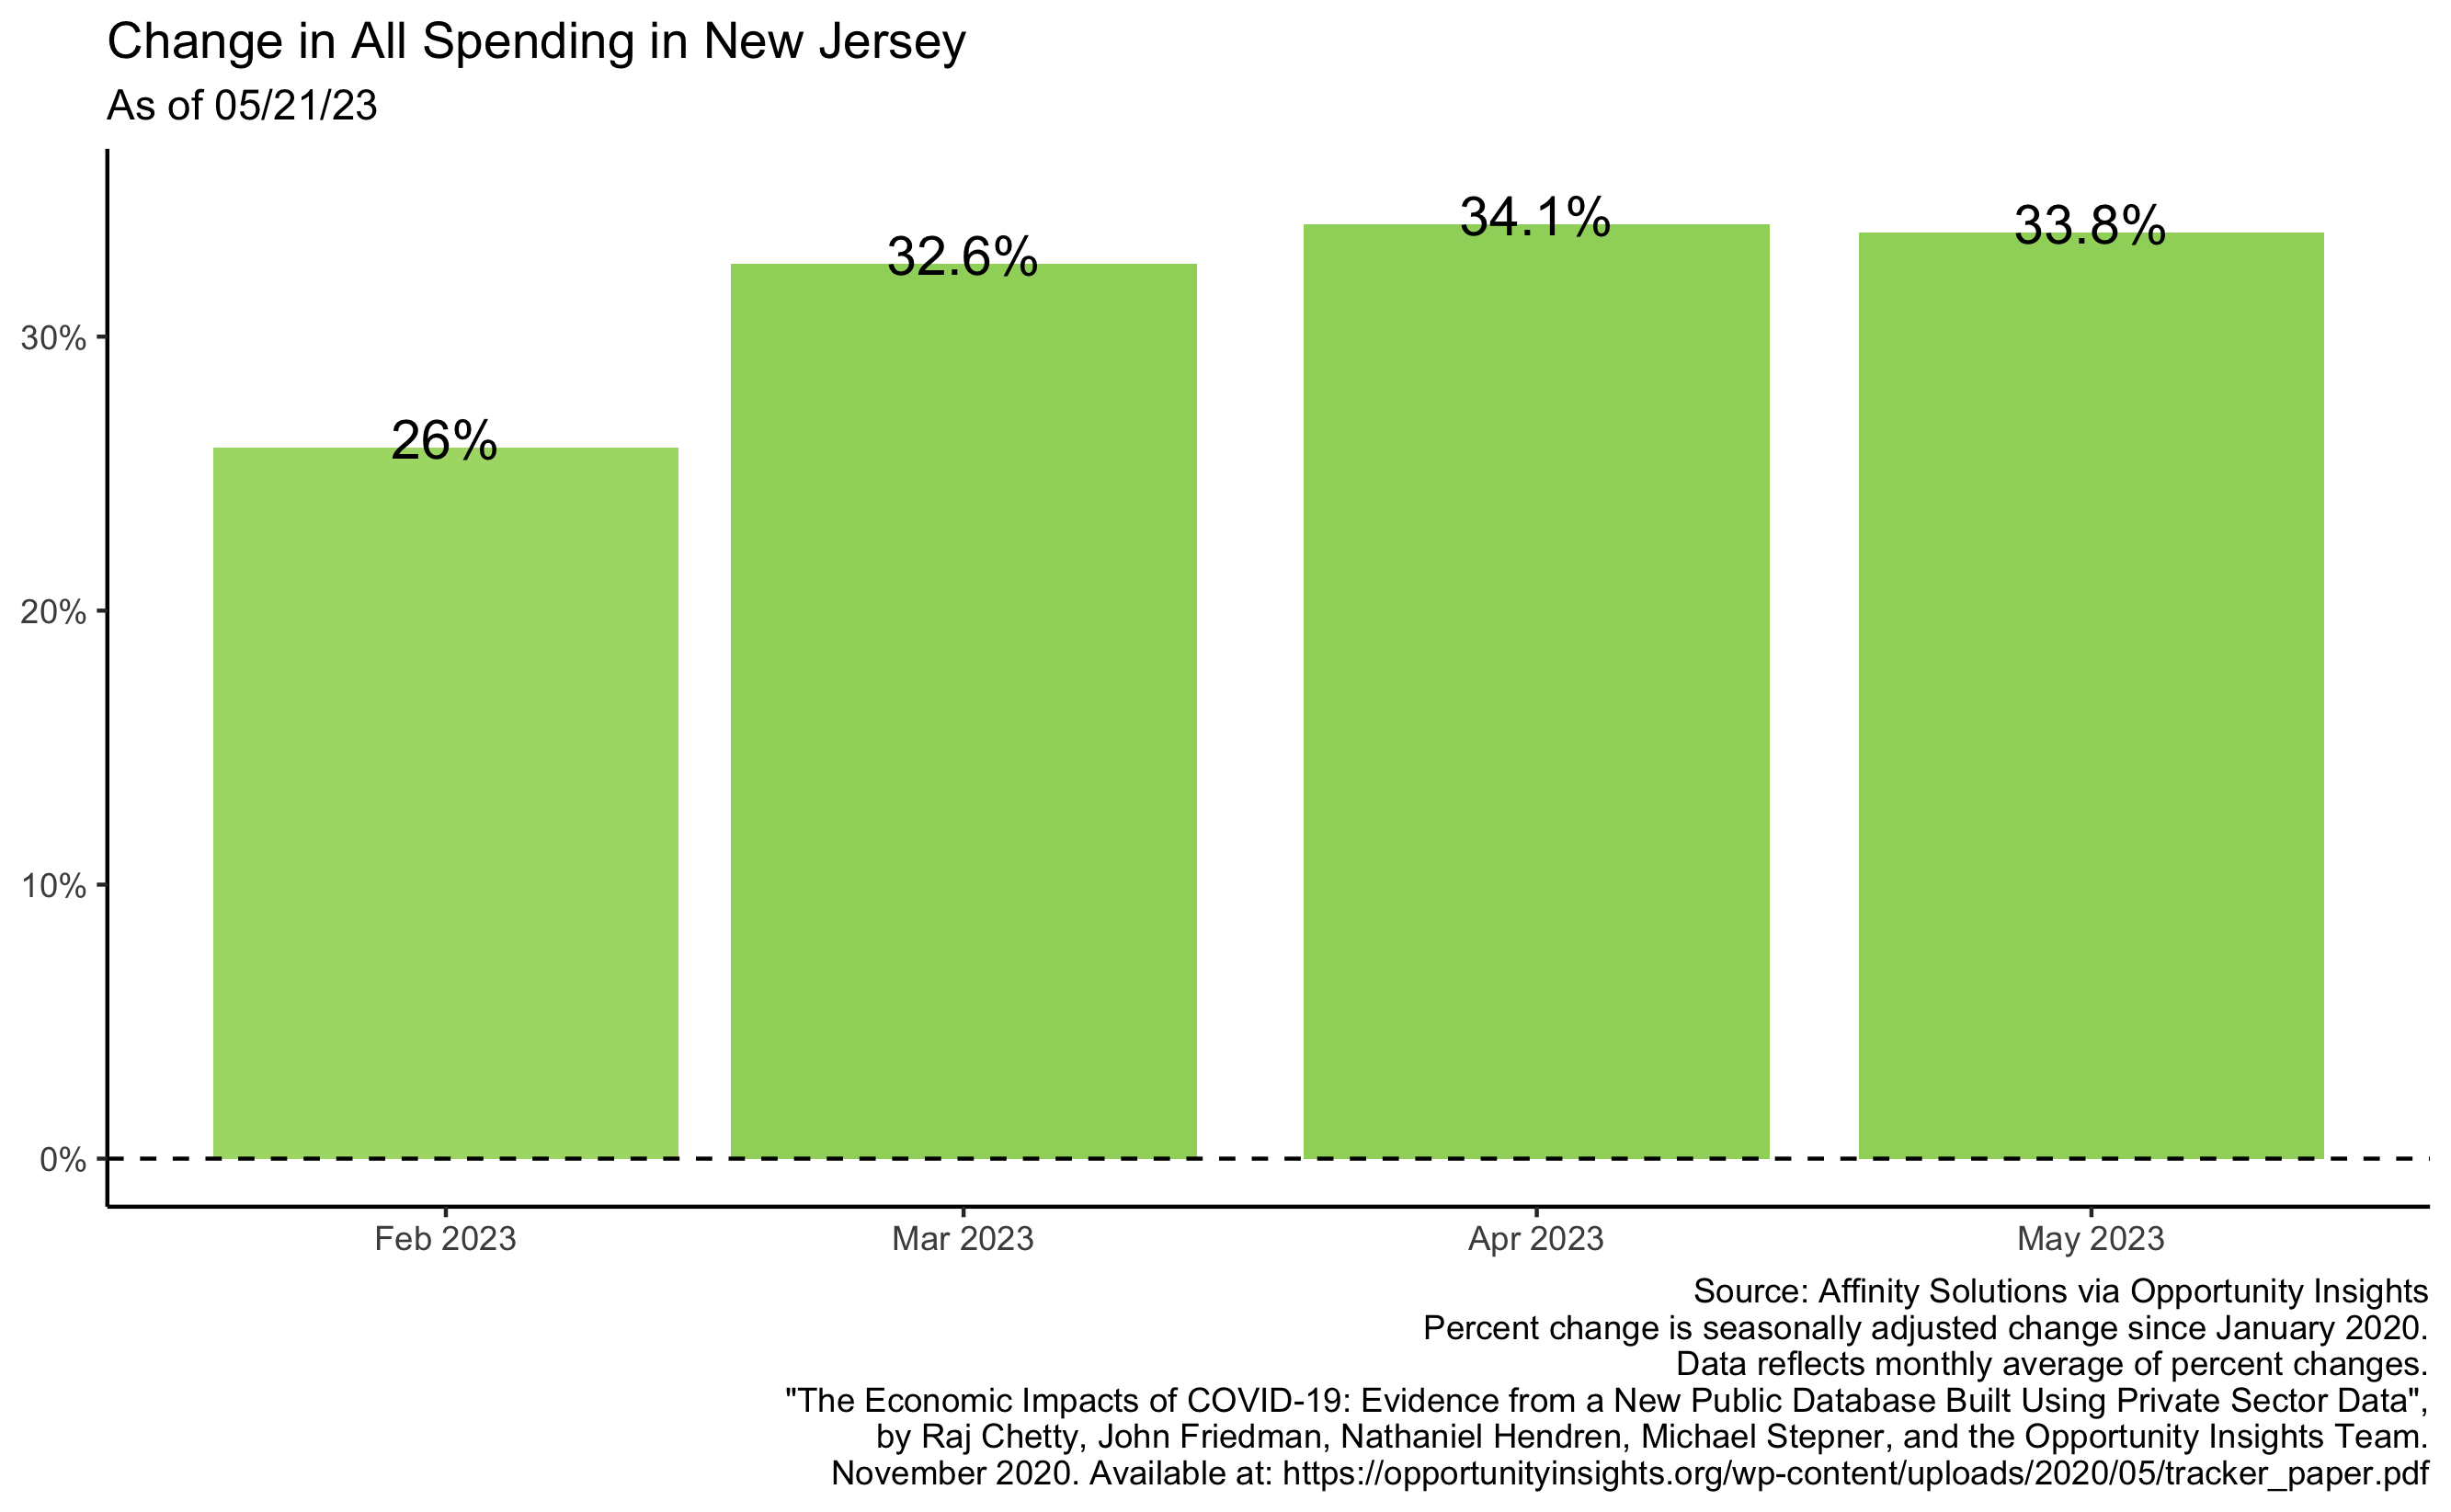 Change in All Spending in New Jersey
As of 05/21/23
34.1%
33.8%
32.6%
30%
26%
20%
10%
0%
Feb 2023 Mar 2023 Apr 2023 May 2023
Source: Affinity Solutions via Opportunity Insights
Percent change is seasonally adjusted change since January 2020.
Data reflects monthly average of percent changes.
"The Economic Impacts of COVID-19: Evidence from a New Public Database Built Using Private Sector Data",
by Raj Chetty, John Friedman, Nathaniel Hendren, Michael Stepner, and the Opportunity Insights Team.
November 2020. Available at: https://opportunityinsights.org/wp-content/uploads/2020/05/tracker_paper.pdf